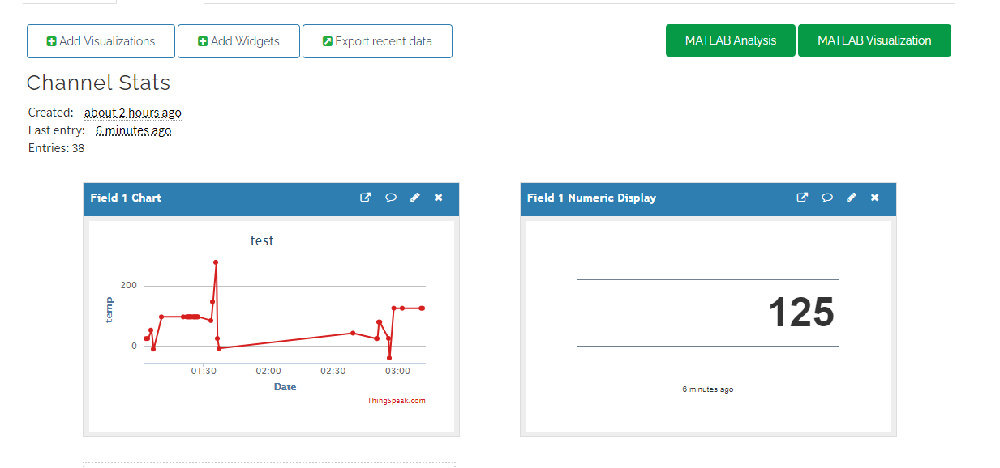 Add Visualizations
Add Widgets
Export recent data
MATLAB Analysis
MATLAB Visualization
Channel Stats
Created: about 2 hours ago
Last entry: 6 minutes ago
Entries: 38
Field 1 Chart
test
temp
200
0
01:30
02:00
02:30
03:00
Date
ThingSpeak.com
Field 1 Numeric Display
125
6 minutes ago